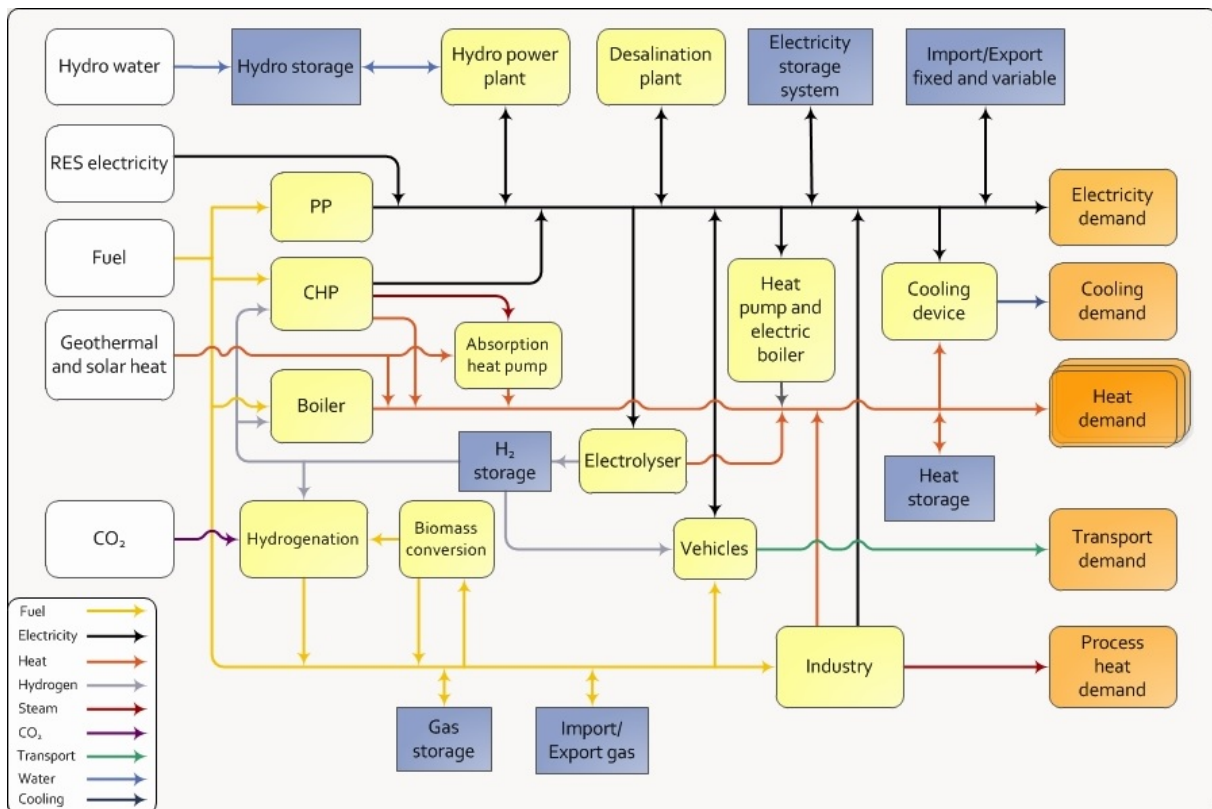 Hydro water
Hydro storage
Hydro power
plant
Desalination
plant
Electricity
storage
system
Import/Export
fixed and variable
RES electricity
PP
Electricity
demand
Fuel
CHP
Heat
pump and
electric
boiler
Cooling
device
Cooling
demand
Geothermal
and solar heat
Absorption
heat pump
Boiler
Heat
demand
H₂
storage
Electrolyser
Heat
storage
CO₂
Hydrogenation
Biomass
conversion
Vehicles
Transport
demand
Industry
Process
heat
demand
Gas
storage
Import/
Export gas
Fuel
Electricity
Heat
Hydrogen
Steam
CO₂
Transport
Water
Cooling